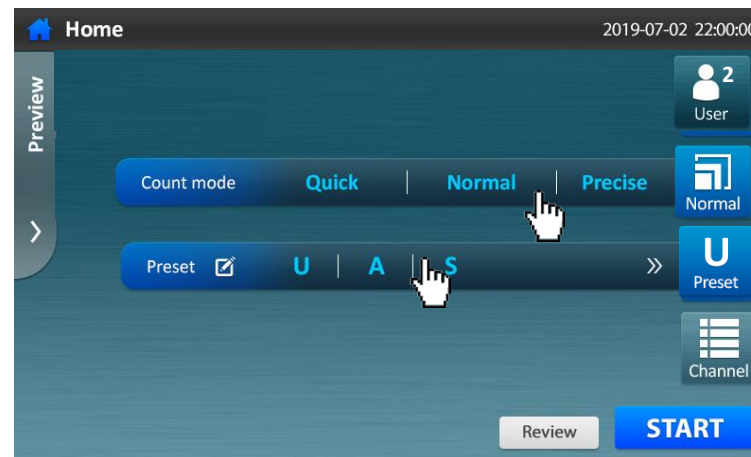 Home
2019-07-02 22:00:00
Preview
2
User
Count mode Quick Normal Precise
Normal
Preset U A S
U
Preset
Channel
Review
START